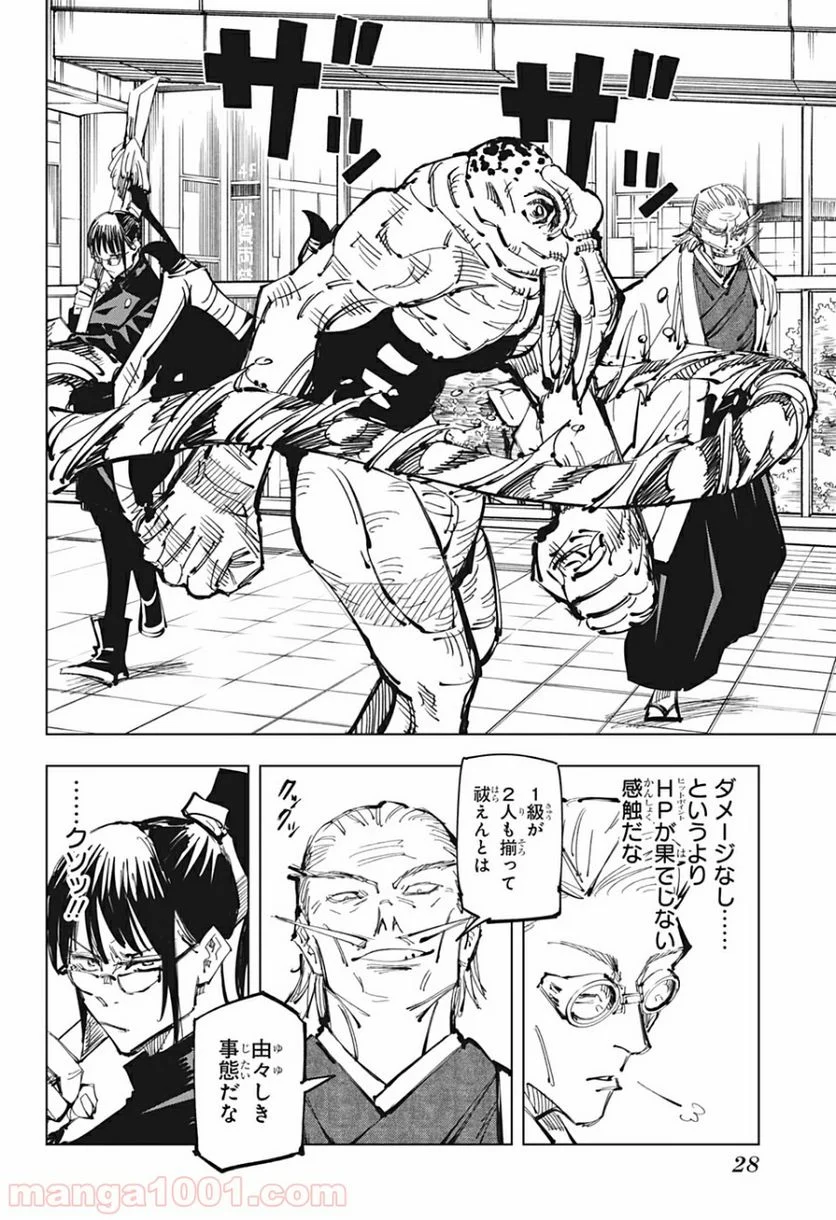 ザッ
ザッ
4F
ダメージなし……
というより
HPが果てしない
感触だな
1級が
2人も揃って
祓えんとは
クックッ
由々しき
事態だな
……
……クソッ!!
28
manga1001.com